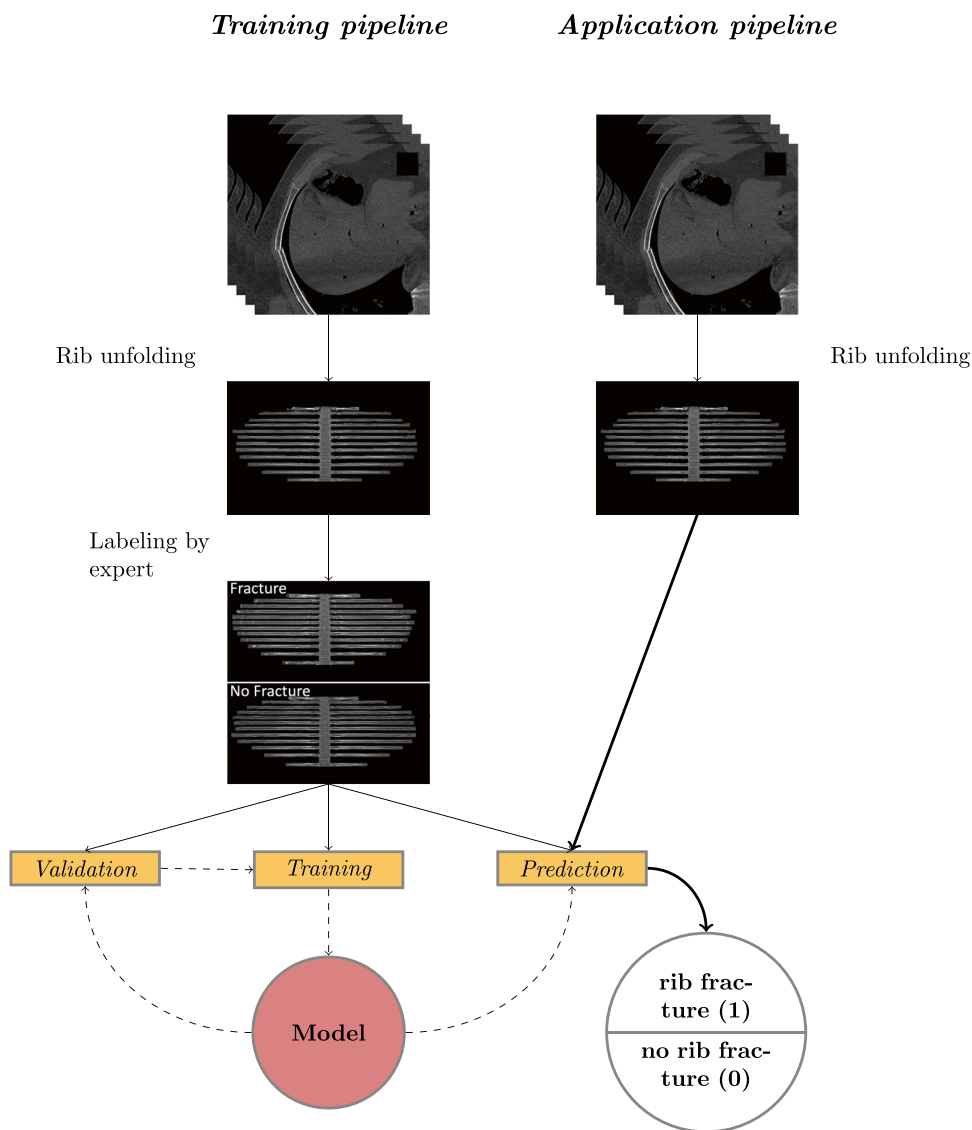 Training pipeline
Application pipeline
Rib unfolding
Rib unfolding
Labeling by
expert
Fracture
No Fracture
Validation
Training
Prediction
Model
rib frac-
ture (1)
no rib frac-
ture (0)